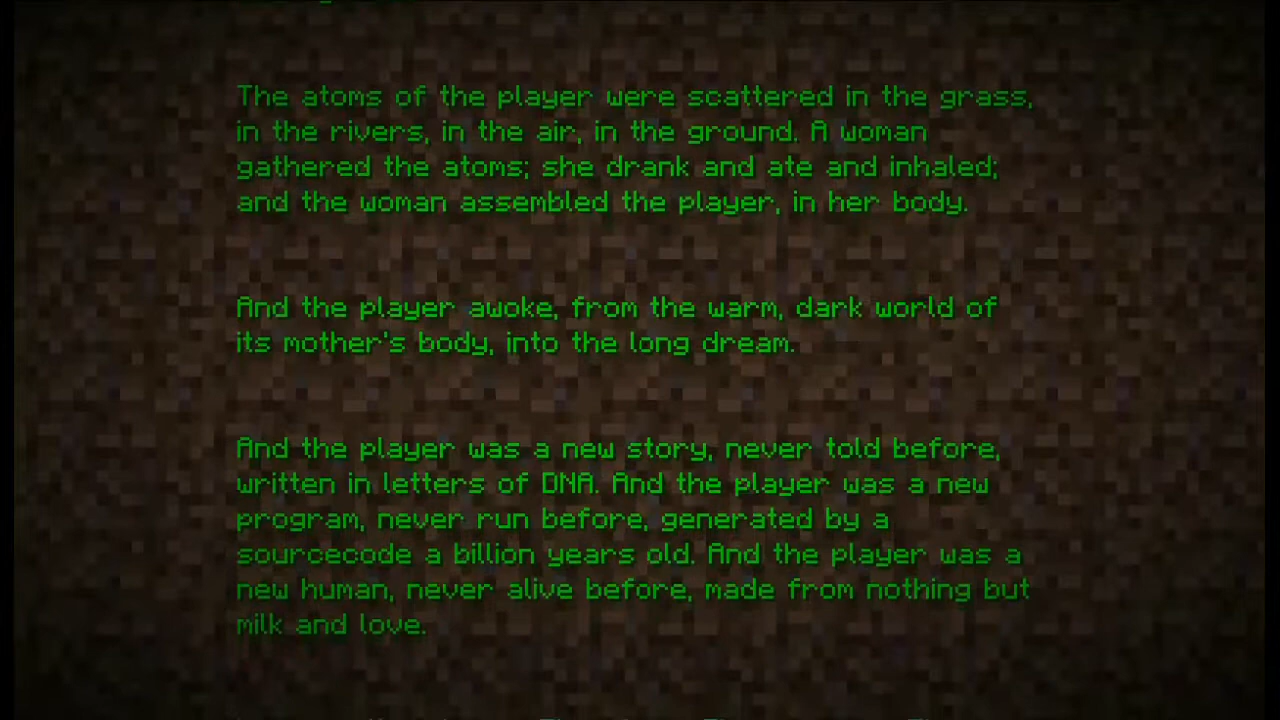 The atoms of the player were scattered in the grass,
in the rivers, in the air, in the ground. A woman
gathered the atoms; she drank and ate and inhaled;
and the woman assembled the player, in her body.
And the player awoke, from the warm, dark world of
its mother's body, into the long dream.
And the player was a new story, never told before,
written in letters of DNA. And the player was a new
program, never run before, generated by a
sourcecode a billion years old. And the player was a
new human, never alive before, made from nothing but
milk and love.